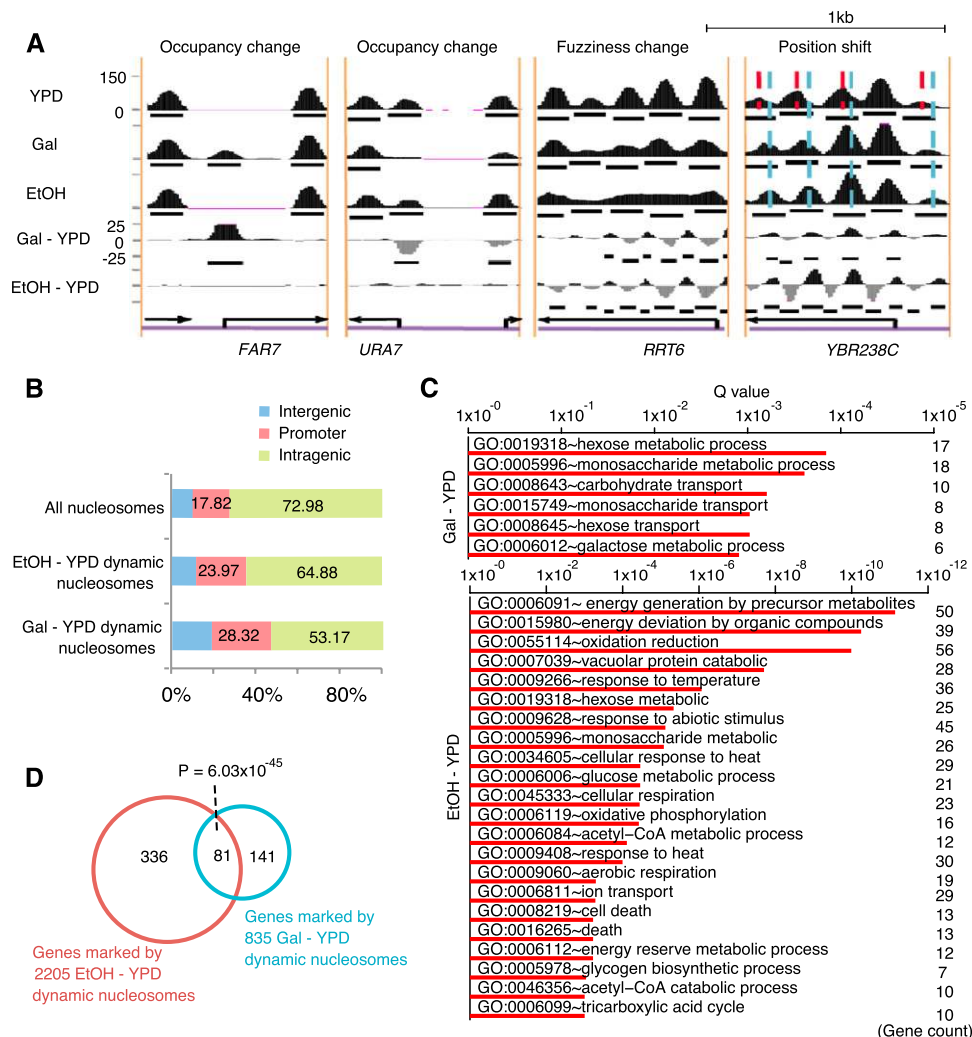 1kb
A
Occupancy change
Occupancy change
Fuzziness change
Position shift
150
0
YPD
Gal
EtOH
25
0
-25
Gal - YPD
EtOH - YPD
FAR7
URA7
RRT6
YBR238C
B
Intergenic
Promoter
Intragenic
All nucleosomes
17.82
72.98
EtOH - YPD dynamic
nucleosomes
23.97
64.88
Gal - YPD dynamic
nucleosomes
28.32
53.17
0%
40%
80%
C
Q value
1x10-0
1x10-1
1x10-2
1x10-3
1x10-4
1x10-5
Gal - YPD
GO:0019318~hexose metabolic process
17
GO:0005996~monosaccharide metabolic process
18
GO:0008643~carbohydrate transport
10
GO:0015749~monosaccharide transport
8
GO:0008645~hexose transport
8
GO:0006012~galactose metabolic process
6
1x10-0
1x10-2
1x10-4
1x10-6
1x10-8
1x10-10
1x10-12
EtOH - YPD
GO:0006091~ energy generation by precursor metabolites
50
GO:0015980~energy deviation by organic compounds
39
GO:0055114~oxidation reduction
56
GO:0007039~vacuolar protein catabolic
28
GO:0009266~response to temperature
36
GO:0019318~hexose metabolic
25
GO:0009628~response to abiotic stimulus
45
GO:0005996~monosaccharide metabolic
26
GO:0034605~cellular response to heat
29
GO:0006006~glucose metabolic process
21
GO:0045333~cellular respiration
23
GO:0006119~oxidative phosphorylation
16
GO:0006084~acetyl−CoA metabolic process
12
GO:0009408~response to heat
30
GO:0009060~aerobic respiration
19
GO:0006811~ion transport
29
GO:0008219~cell death
13
GO:0016265~death
13
GO:0006112~energy reserve metabolic process
12
GO:0005978~glycogen biosynthetic process
7
GO:0046356~acetyl−CoA catabolic process
10
GO:0006099~tricarboxylic acid cycle
10
(Gene count)
D
P = 6.03x10-45
336
81
141
Genes marked by
835 Gal - YPD
dynamic nucleosomes
Genes marked by
2205 EtOH - YPD
dynamic nucleosomes